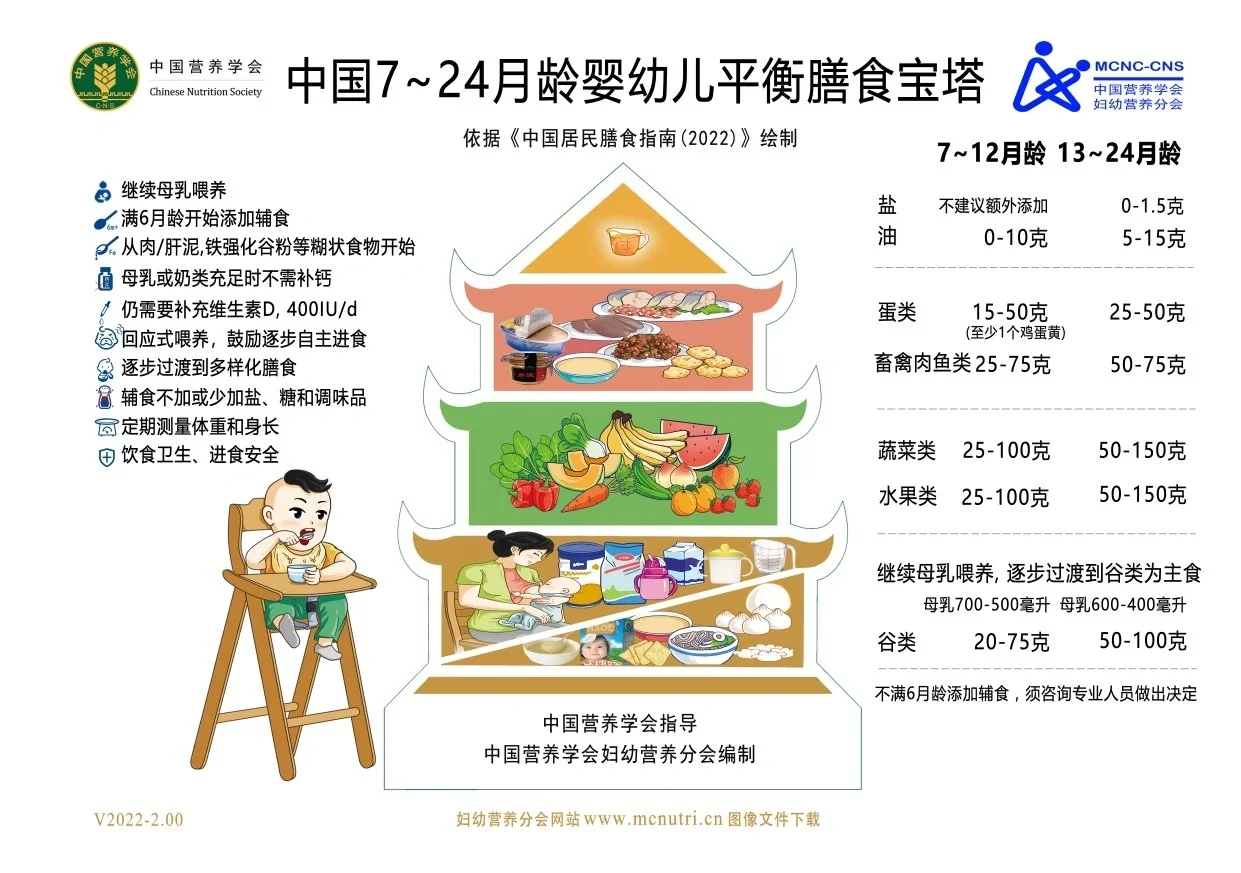 中国营养学会
CNS
中国营养学会
Chinese Nutrition Society
中国7~24月龄婴幼儿平衡膳食宝塔
MCNC-CNS
中国营养学会
妇幼营养分会
依据《中国居民膳食指南(2022)》绘制
继续母乳喂养
满6月龄开始添加辅食
从肉/肝泥,铁强化谷粉等糊状食物开始
母乳或奶类充足时不需补钙
仍需要补充维生素D, 400IU/d
回应式喂养，鼓励逐步自主进食
逐步过渡到多样化膳食
辅食不加或少加盐、糖和调味品
定期测量体重和身长
饮食卫生、进食安全
7~12月龄 13~24月龄
盐 不建议额外添加 0-1.5克
油 0-10克 5-15克
蛋类 15-50克 25-50克
(至少1个鸡蛋黄)
畜禽肉鱼类 25-75克 50-75克
蔬菜类 25-100克 50-150克
水果类 25-100克 50-150克
继续母乳喂养, 逐步过渡到谷类为主食
母乳700-500毫升 母乳600-400毫升
谷类 20-75克 50-100克
不满6月龄添加辅食，须咨询专业人员做出决定
中国营养学会指导
中国营养学会妇幼营养分会编制
V2022-2.00
妇幼营养分会网站 www.mcnutri.cn 图像文件下载